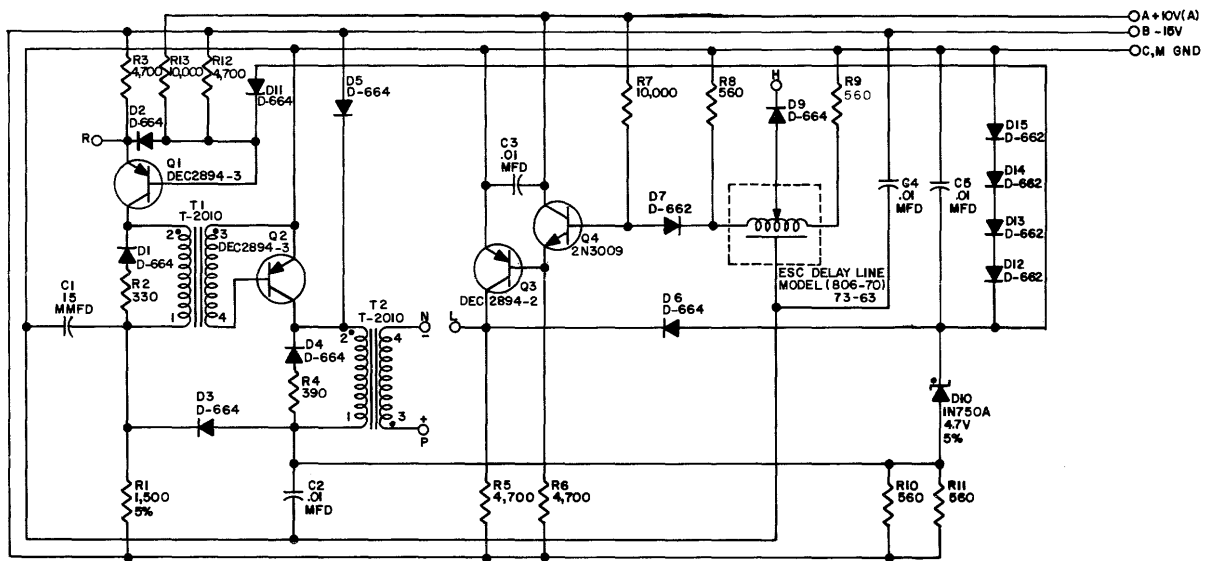 A+10V(A)
B -15V
C,M GND
R3
4,700
R13
10,000
R12
4,700
D11
D-664
D5
D-664
R7
10,000
R8
560
H
D9
D-664
R9
560
D2
D-664
R
Q1
DEC2894-3
C3
.01
MFD
D15
D-662
D14
D-662
D13
D-662
D12
D-662
C4
.01
MFD
C5
.01
MFD
T1
T-2010
2
3
1
4
D1
D-664
R2
330
Q2
DEC2894-3
D7
D-662
Q4
2N3009
Q3
DEC 2894-2
ESC DELAY LINE
MODEL (806-70)
73-63
C1
15
MMFD
T2
T-2010
2
4
1
3
N
-
L
D6
D-664
D4
D-664
R4
390
D3
D-664
+
P
D10
1N750A
4.7V
5%
R1
1,500
5%
C2
.01
MFD
R5
4,700
R6
4,700
R10
560
R11
560